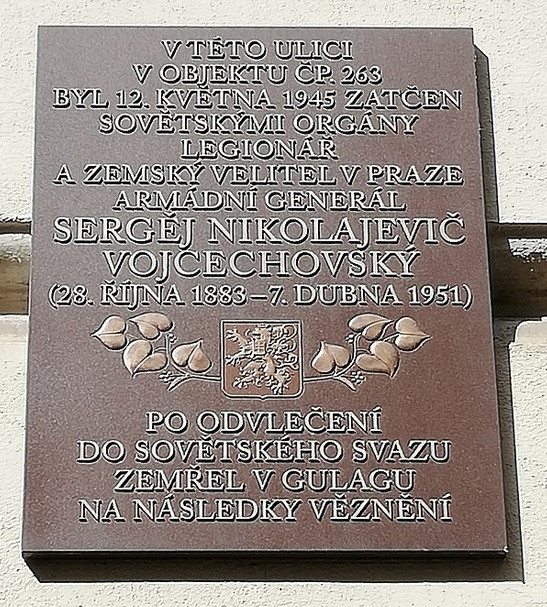 V TÉTO ULICI
V OBJEKTU ČP. 263
BYL 12. KVĚTNA 1945 ZATČEN
SOVĚTSKÝMI ORGÁNY
LEGIONÁŘ
A ZEMSKÝ VELITEL V PRAZE
ARMÁDNÍ GENERÁL
SERGĚJ NIKOLAJEVIČ
VOJCECHOVSKÝ
(28. ŘÍJNA 1883–7. DUBNA 1951)
PO ODVLEČENÍ
DO SOVĚTSKÉHO SVAZU
ZEMŘEL V GULAGU
NA NÁSLEDKY VĚZNĚNÍ